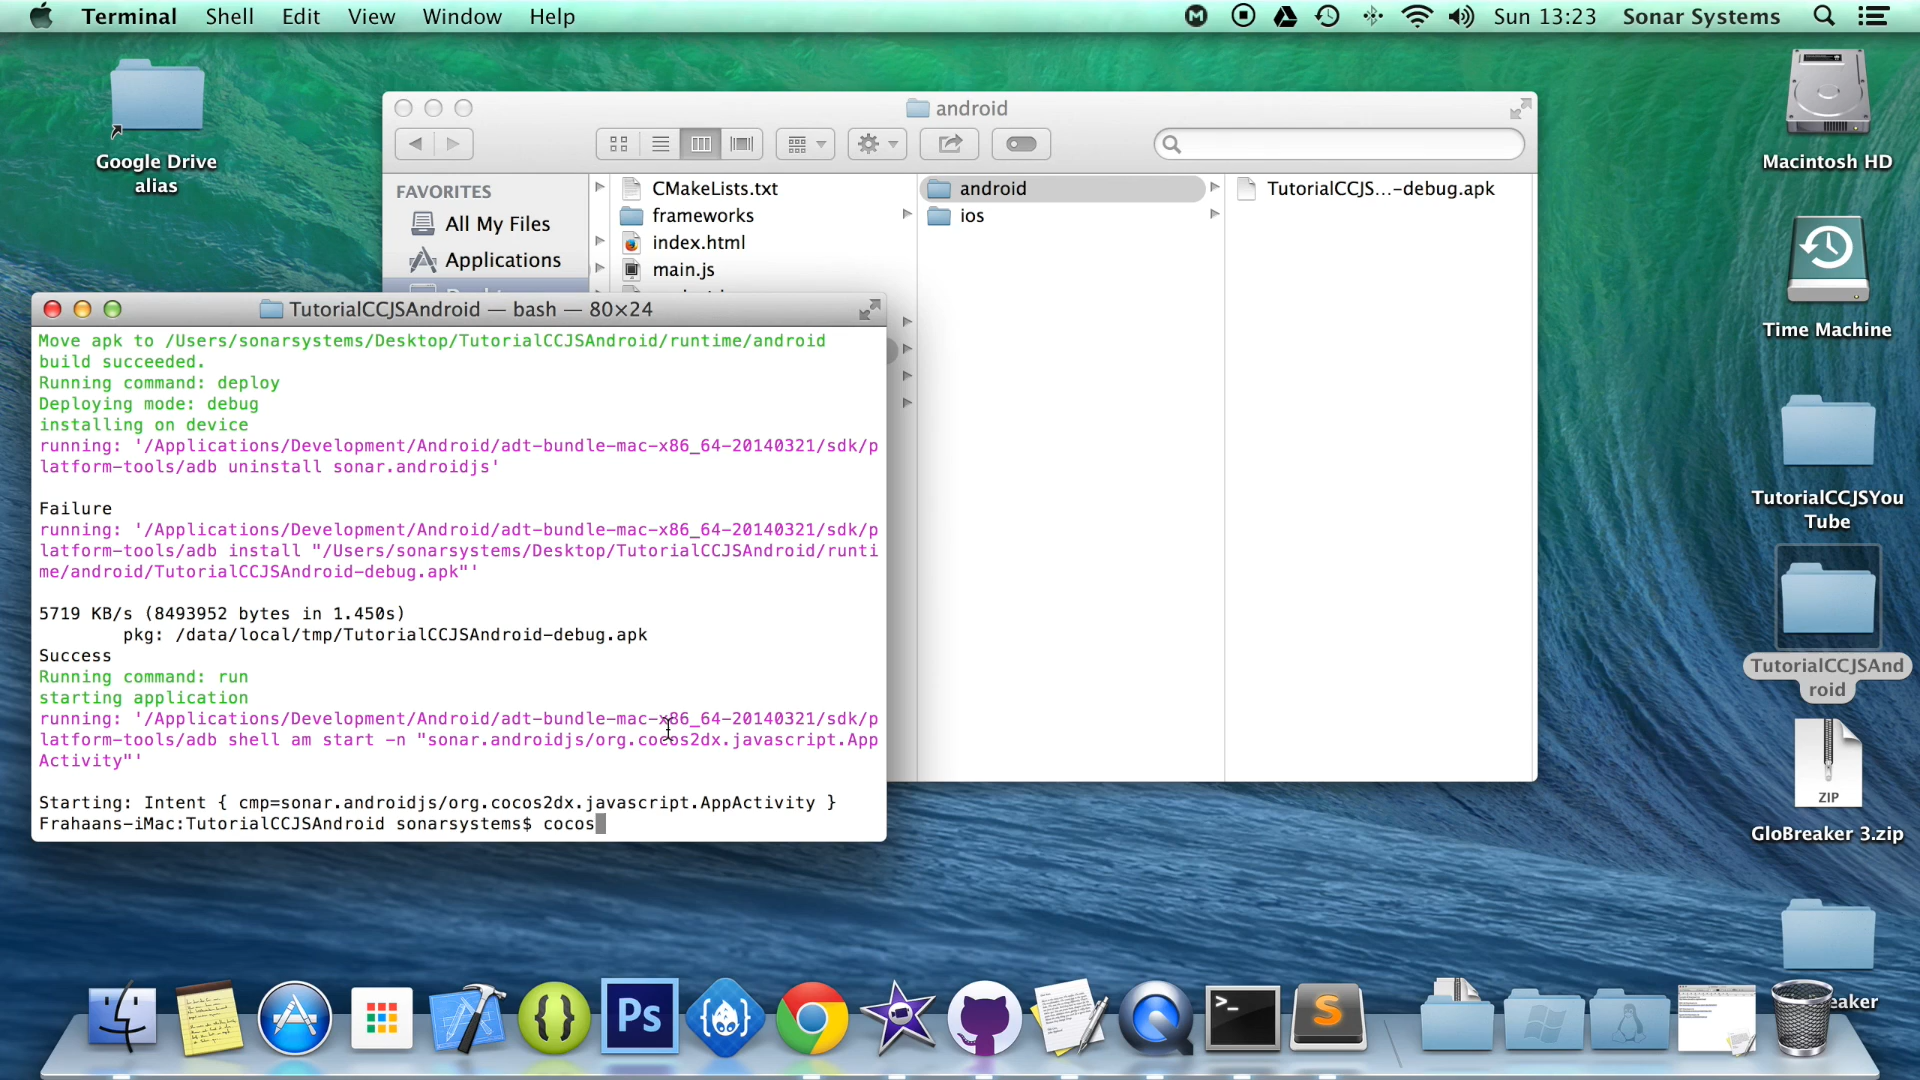 Terminal Shell Edit View Window Help Sun 13:23 Sonar Systems
Google Drive
alias
android
FAVORITES
All My Files
Applications
CMakeLists.txt
frameworks
index.html
main.js
android
ios
TutorialCCJS...-debug.apk
TutorialCCJSAndroid — bash — 80×24
Move apk to /Users/sonarsystems/Desktop/TutorialCCJSAndroid/runtime/android
build succeeded.
Running command: deploy
Deploying mode: debug
installing on device
running: '/Applications/Development/Android/adt-bundle-mac-x86_64-20140321/sdk/p
latform-tools/adb uninstall sonar.androidjs'
Failure
running: '/Applications/Development/Android/adt-bundle-mac-x86_64-20140321/sdk/p
latform-tools/adb install "/Users/sonarsystems/Desktop/TutorialCCJSAndroid/runti
me/android/TutorialCCJSAndroid-debug.apk"'
5719 KB/s (8493952 bytes in 1.450s)
pkg: /data/local/tmp/TutorialCCJSAndroid-debug.apk
Success
Running command: run
starting application
running: '/Applications/Development/Android/adt-bundle-mac-x86_64-20140321/sdk/p
latform-tools/adb shell am start -n "sonar.androidjs/org.cocos2dx.javascript.App
Activity"'
Starting: Intent { cmp=sonar.androidjs/org.cocos2dx.javascript.AppActivity }
Frahaans-iMac:TutorialCCJSAndroid sonarsystems$ cocos
Macintosh HD
Time Machine
TutorialCCJSYou
Tube
TutorialCCJSAnd
roid
ZIP
GloBreaker 3.zip
eaker
Ps
S